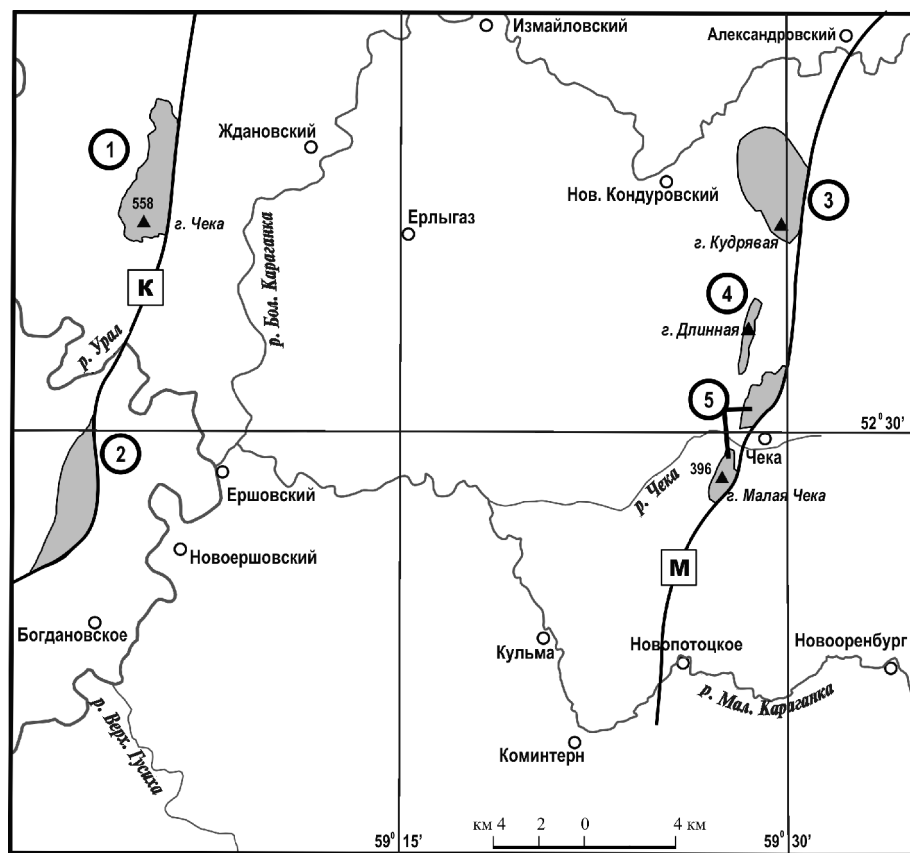 Измайловский
Александровский
1
Ждановский
Нов. Кондуровский
3
558
г. Чека
Ерлыгаз
г. Кудрявая
К
р. Бол. Караганка
4
г. Длинная
р. Урал
5
2
52° 30'
Чека
Ершовский
396
г. Малая Чека
р. Чека
Новоершовский
М
Богдановское
Кульма
Новопотоцкое
Новооренбург
р. Мал. Караганка
р. Верх. Гусиха
Коминтерн
км 4 2 0 4 км
59° 15'
59° 30'